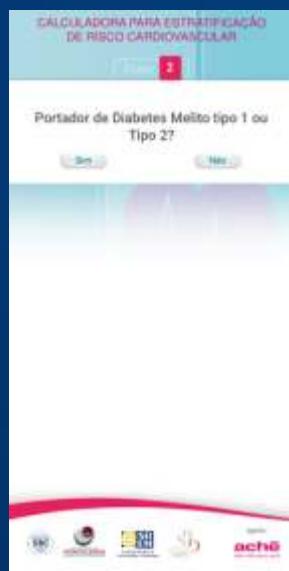 CALCULADORA PARA ESTRATIFICAÇÃO
DE RISCO CARDIOVASCULAR
2
Portador de Diabetes Melito tipo 1 ou
Tipo 2?
Sim
Não
SBC
aché